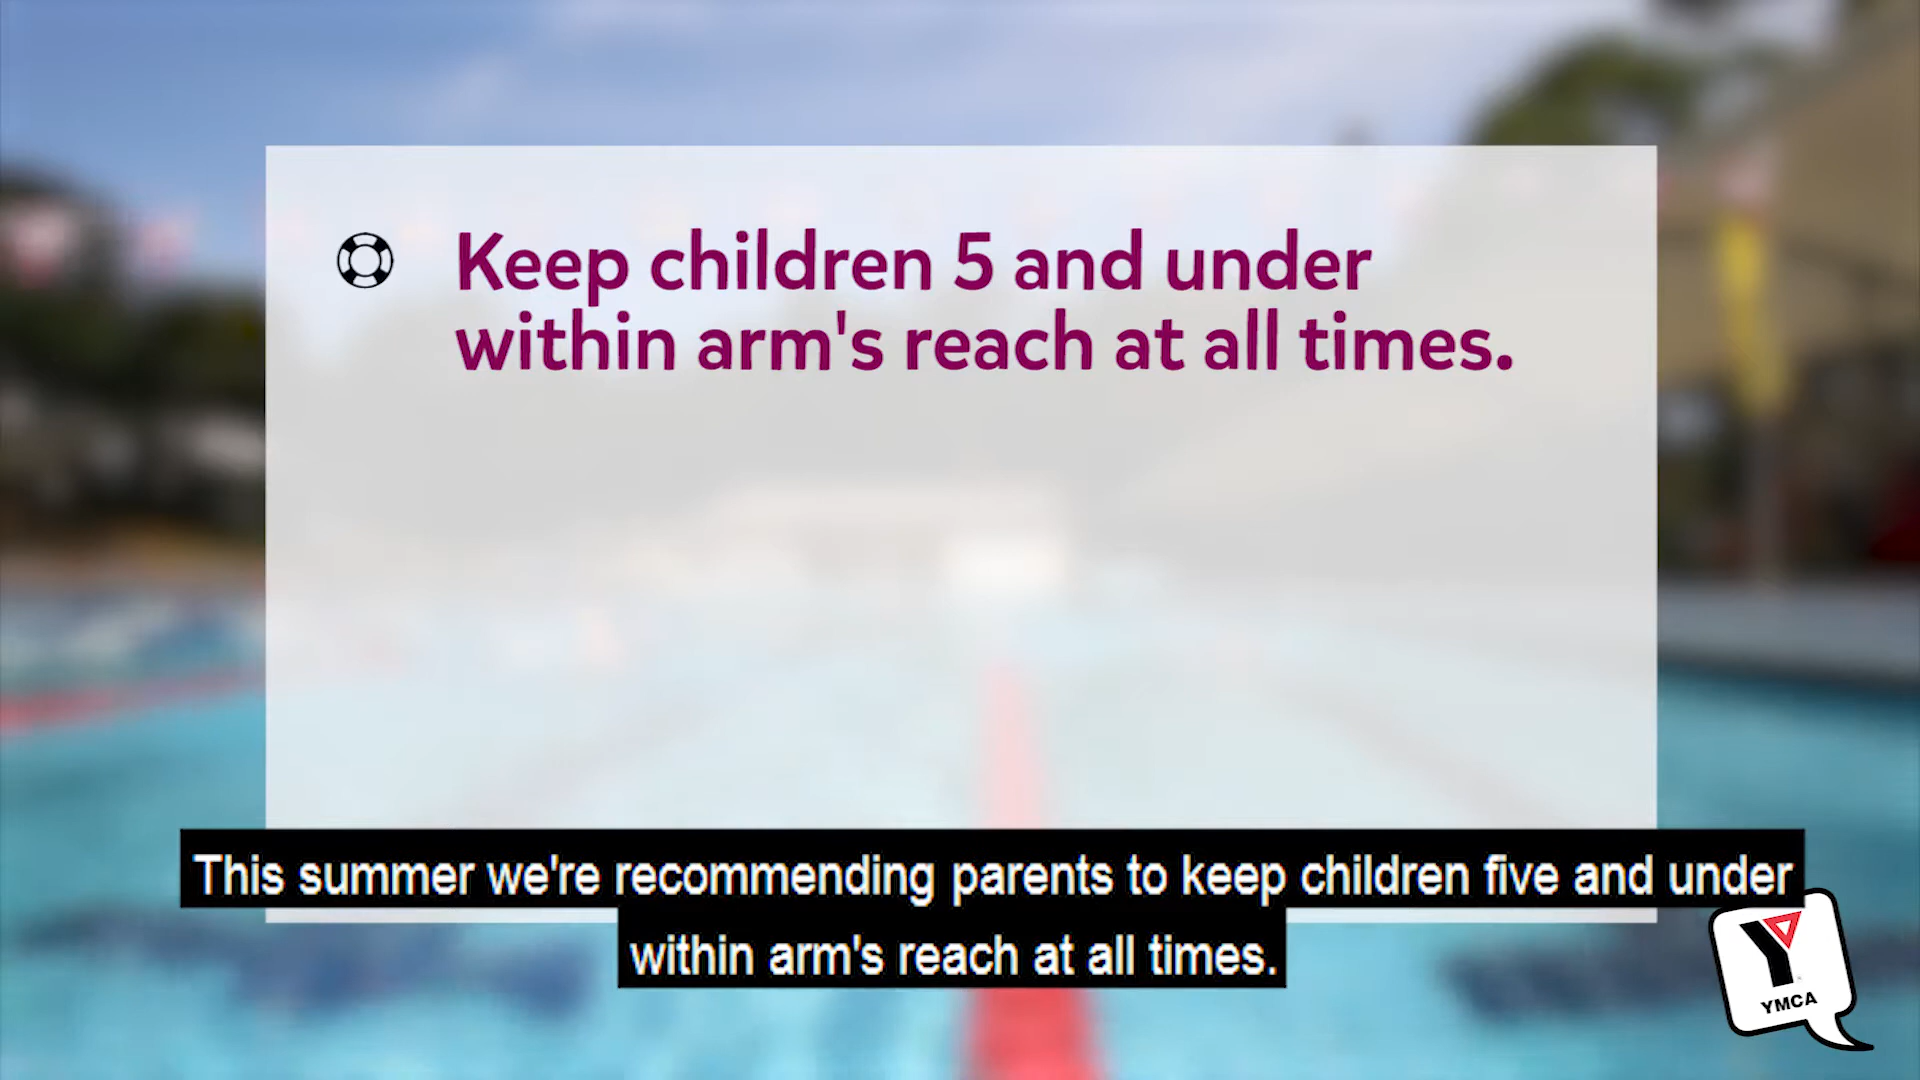 Keep children 5 and under
within arm's reach at all times.
This summer we're recommending parents to keep children five and under
within arm's reach at all times.
Y
YMCA